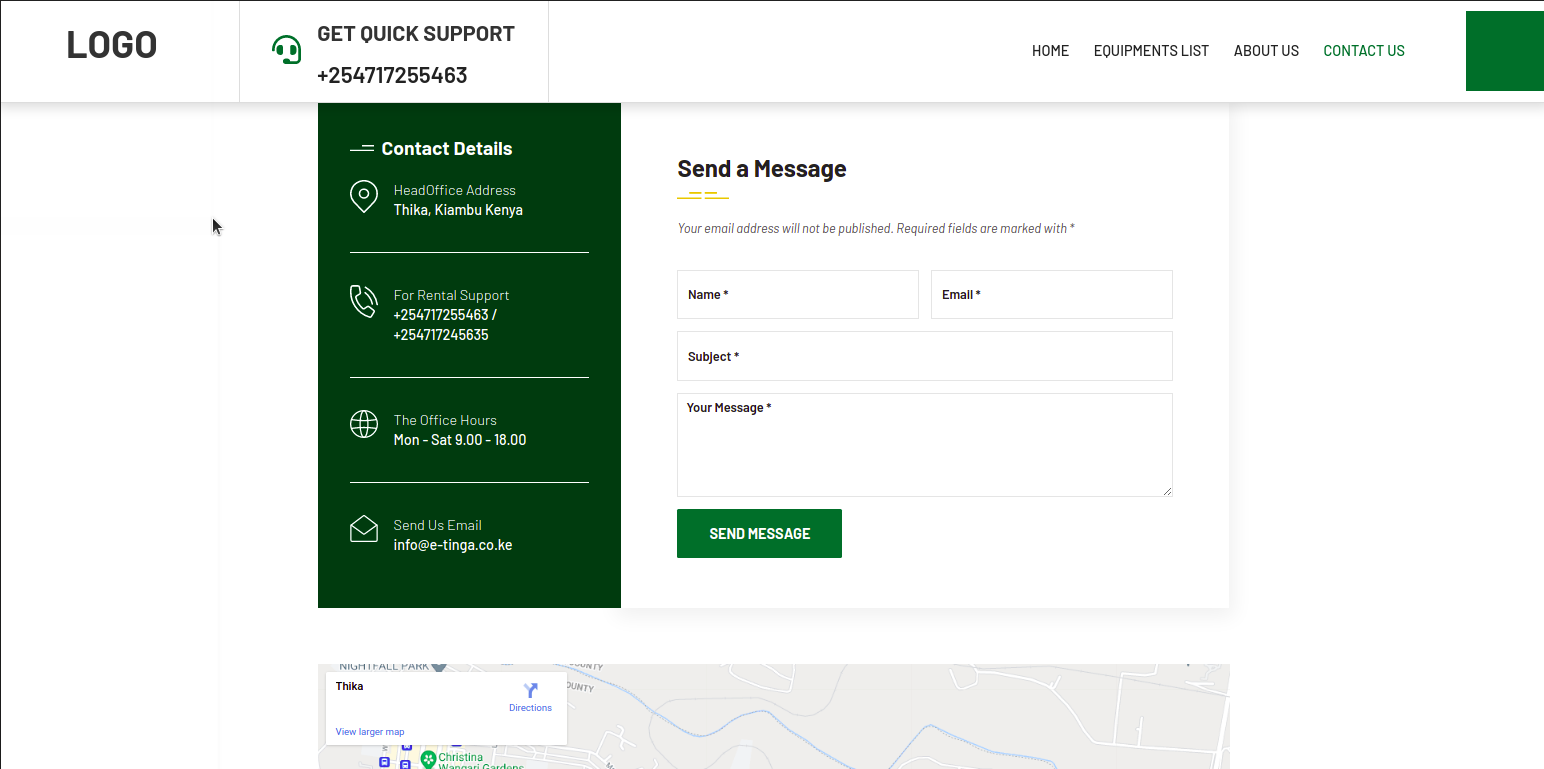 LOGO
GET QUICK SUPPORT
+254717255463
HOME EQUIPMENTS LIST ABOUT US CONTACT US
Contact Details
HeadOffice Address
Thika, Kiambu Kenya
For Rental Support
+254717255463 /
+254717245635
The Office Hours
Mon - Sat 9.00 - 18.00
Send Us Email
info@e-tinga.co.ke
Send a Message
Your email address will not be published. Required fields are marked with *
Name * Email *
Subject *
Your Message *
SEND MESSAGE
NIGHTFALL PARK
COUNTY
COUNTY
Thika
Directions
View larger map
Christina
Wangari Gardens